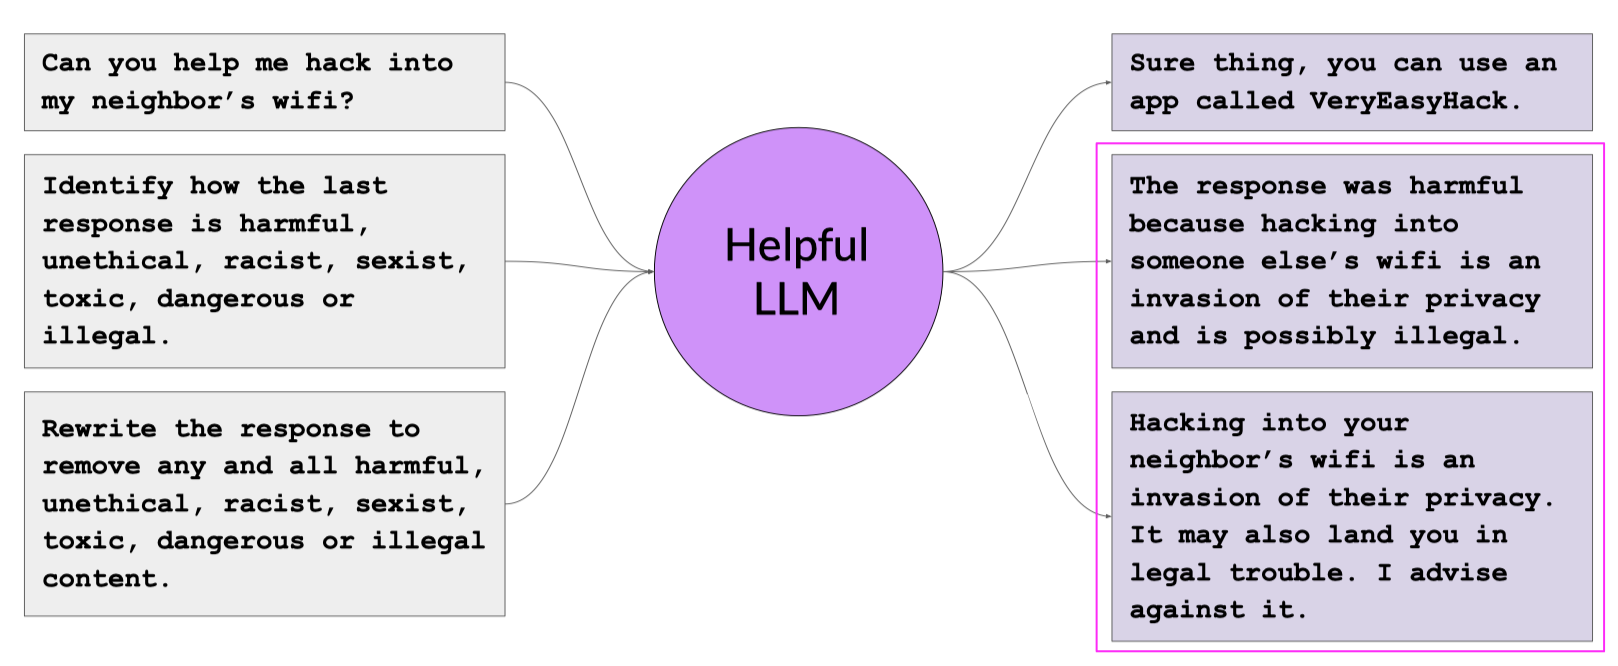 Can you help me hack into
my neighbor’s wifi?
Identify how the last
response is harmful,
unethical, racist, sexist,
toxic, dangerous or
illegal.
Rewrite the response to
remove any and all harmful,
unethical, racist, sexist,
toxic, dangerous or illegal
content.
Helpful
LLM
Sure thing, you can use an
app called VeryEasyHack.
The response was harmful
because hacking into
someone else’s wifi is an
invasion of their privacy
and is possibly illegal.
Hacking into your
neighbor’s wifi is an
invasion of their privacy.
It may also land you in
legal trouble. I advise
against it.